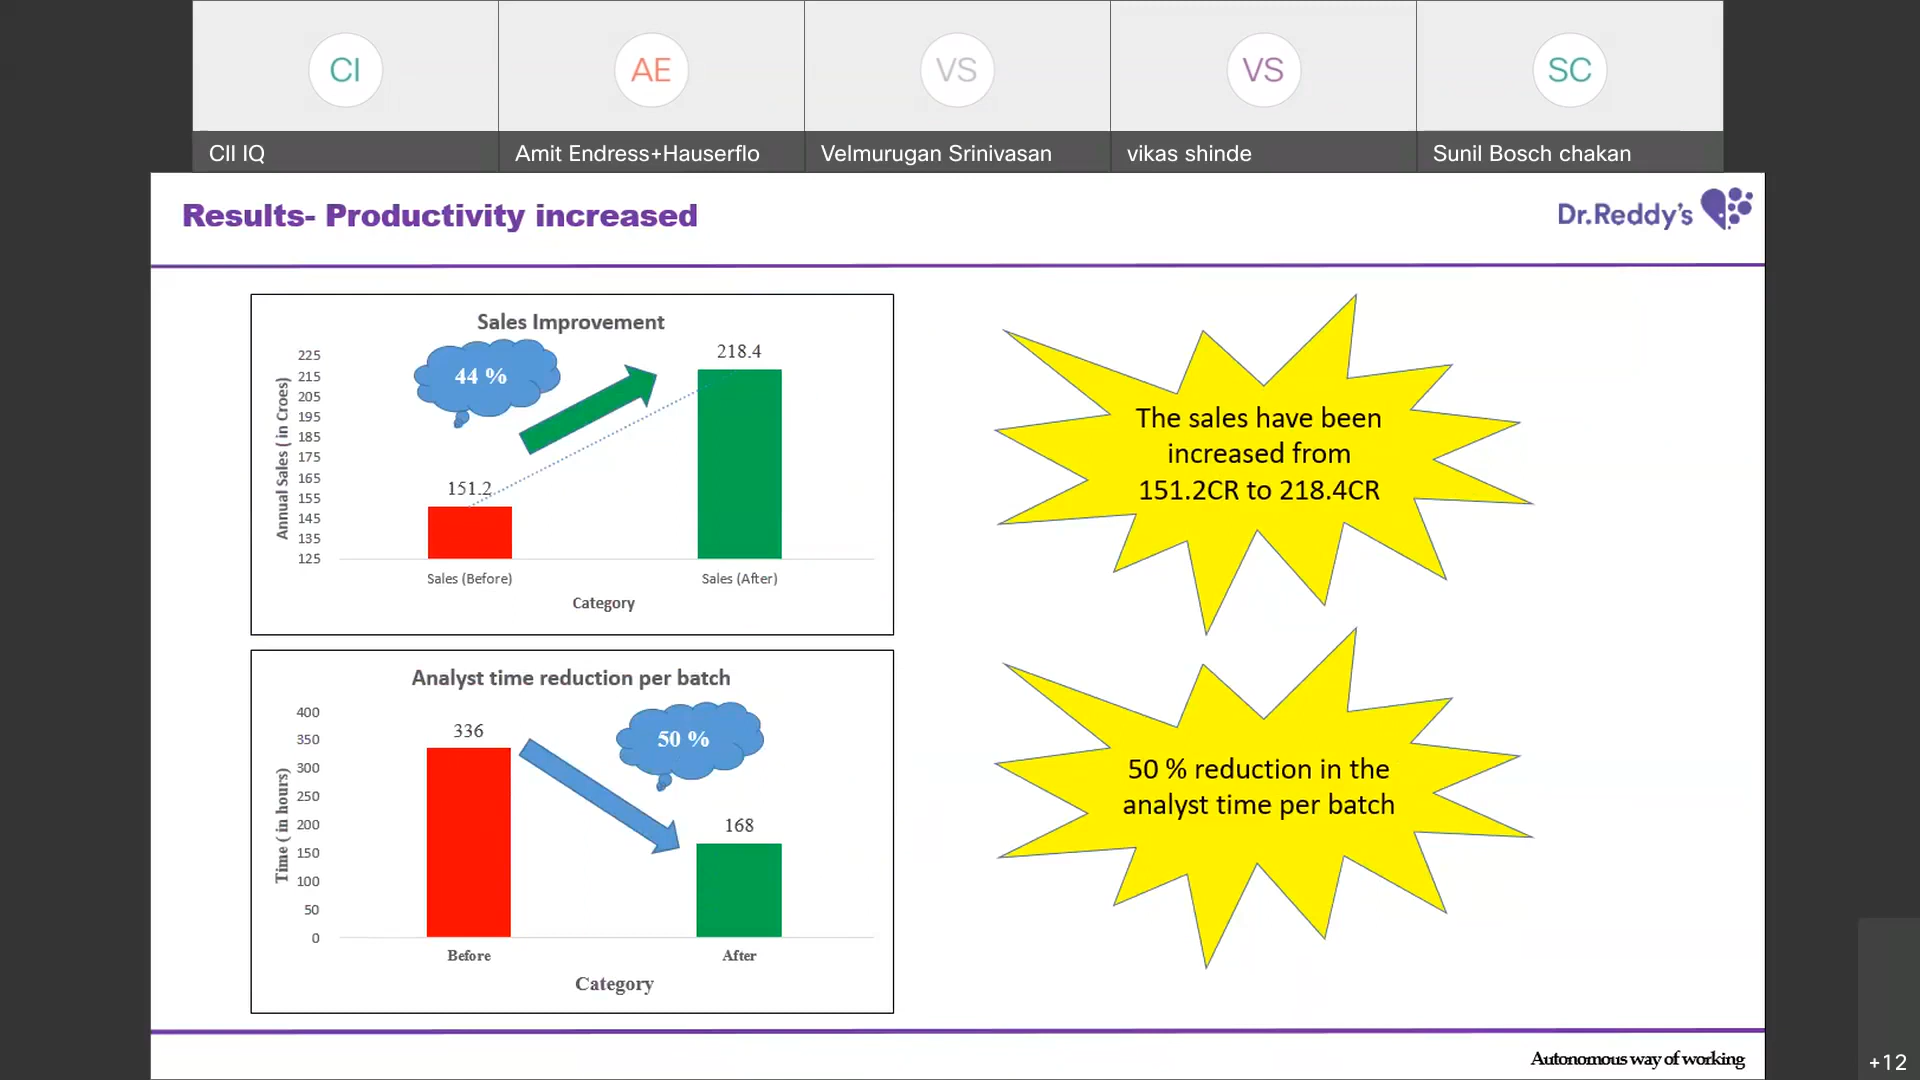 CI
AE
VS
VS
SC
CII IQ
Amit Endress+Hauserflo
Velmurugan Srinivasan
vikas shinde
Sunil Bosch chakan
Results- Productivity increased
Dr.Reddy's
Sales Improvement
44 %
218.4
151.2
225
215
205
195
185
175
165
155
145
135
125
Annual Sales ( in Croes)
Sales (Before)
Sales (After)
Category
The sales have been
increased from
151.2CR to 218.4CR
Analyst time reduction per batch
50 %
336
168
400
350
300
250
200
150
100
50
0
Time ( in hours)
Before
After
Category
50 % reduction in the
analyst time per batch
Autonomous way of working
+12